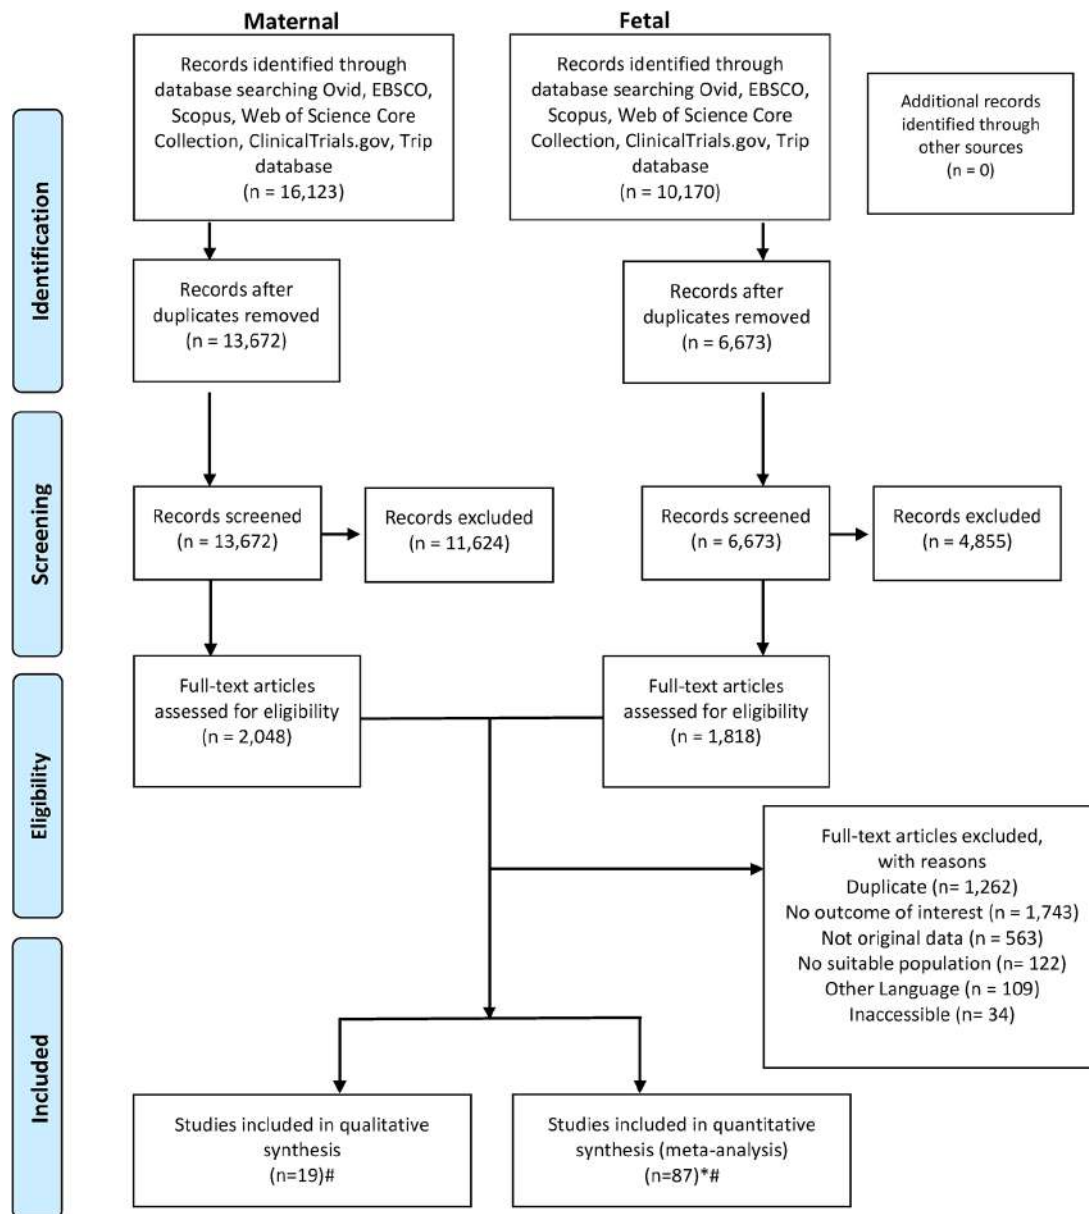 Maternal
Fetal
Records identified through
database searching Ovid, EBSCO,
Scopus, Web of Science Core
Collection, ClinicalTrials.gov, Trip
database
(n = 16,123)
Records identified through
database searching Ovid, EBSCO,
Scopus, Web of Science Core
Collection, ClinicalTrials.gov, Trip
database
(n = 10,170)
Additional records
identified through
other sources
(n = 0)
Identification
Records after
duplicates removed
(n = 13,672)
Records after
duplicates removed
(n = 6,673)
Screening
Records screened
(n = 13,672)
Records excluded
(n = 11,624)
Records screened
(n = 6,673)
Records excluded
(n = 4,855)
Eligibility
Full-text articles
assessed for eligibility
(n = 2,048)
Full-text articles
assessed for eligibility
(n = 1,818)
Full-text articles excluded,
with reasons
Duplicate (n= 1,262)
No outcome of interest (n = 1,743)
Not original data (n = 563)
No suitable population (n= 122)
Other Language (n = 109)
Inaccessible (n= 34)
Included
Studies included in qualitative
synthesis
(n=19)#
Studies included in quantitative
synthesis (meta-analysis)
(n=87)*#